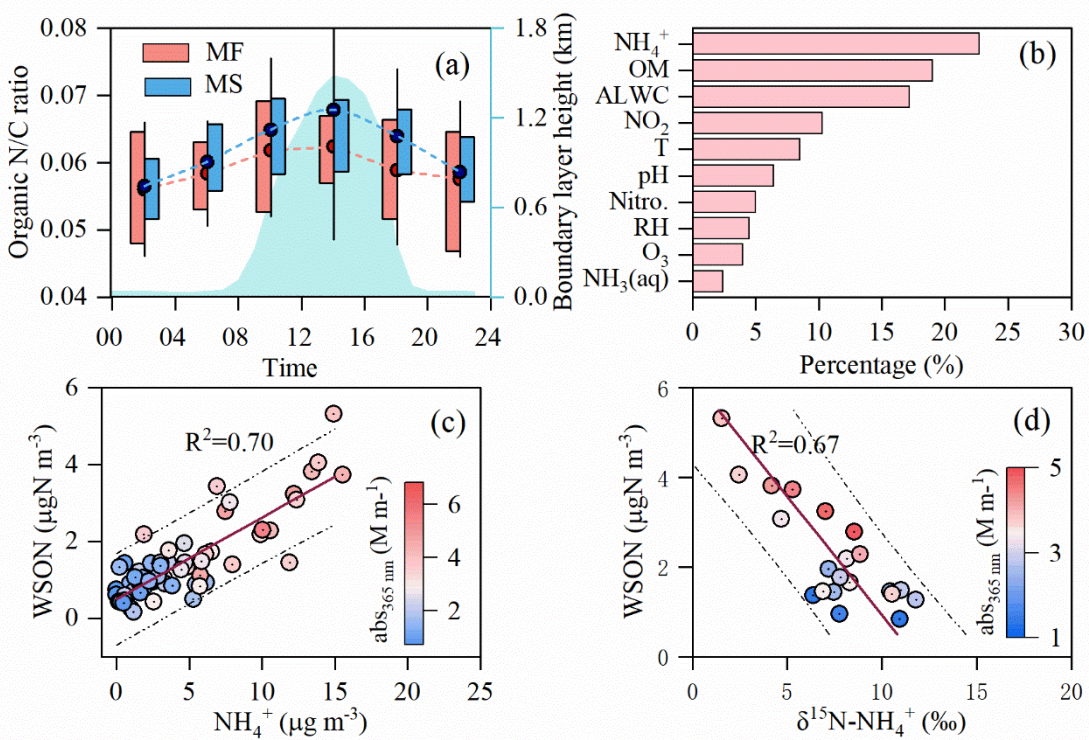 (a)
MF
MS
Organic N/C ratio
0.08
0.07
0.06
0.05
0.04
Boundary layer height (km)
1.8
1.2
0.6
0.0
00 04 08 12 16 20 24
Time
(b)
NH₄⁺
OM
ALWC
NO₂
T
pH
Nitro.
RH
O₃
NH₃(aq)
0 5 10 15 20 25 30
Percentage (%)
(c)
R²=0.70
WSON (μgN m⁻³)
6
4
2
0
abs₃₆₅ ₙₘ (M m⁻¹)
6
4
2
0 5 10 15 20 25
NH₄⁺ (μg m⁻³)
(d)
R²=0.67
WSON (μgN m⁻³)
6
4
2
0
abs₃₆₅ ₙₘ (M m⁻¹)
5
3
1
0 5 10 15 20
δ¹⁵N-NH₄⁺ (‰)